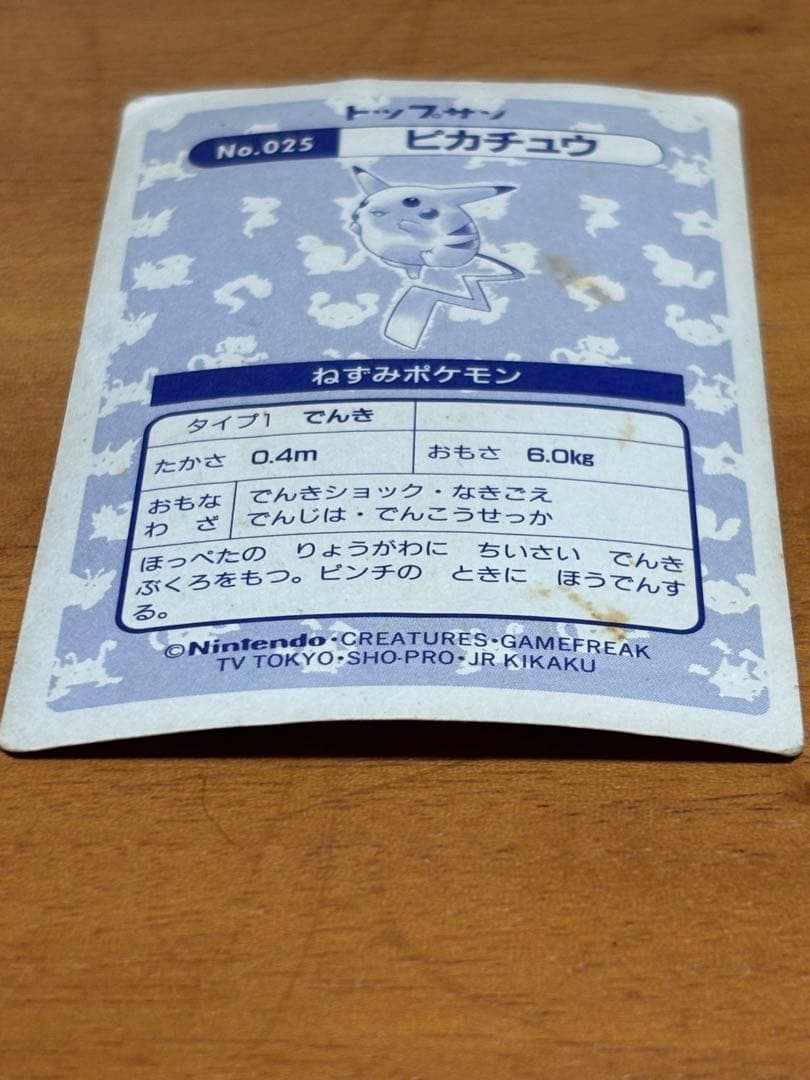 トップサン
No.025 ピカチュウ
ねずみポケモン
タイプ1 でんき
たかさ 0.4m おもさ 6.0kg
おもな わ ざ でんきショック・なきごえ
でんじは・でんこうせっか
ほっぺたの りょうがわに ちいさい でんき
ぶくろをもつ。ピンチの ときに ほうでんす
る。
©Nintendo・CREATURES・GAMEFREAK
TV TOKYO・SHO-PRO・JR KIKAKU